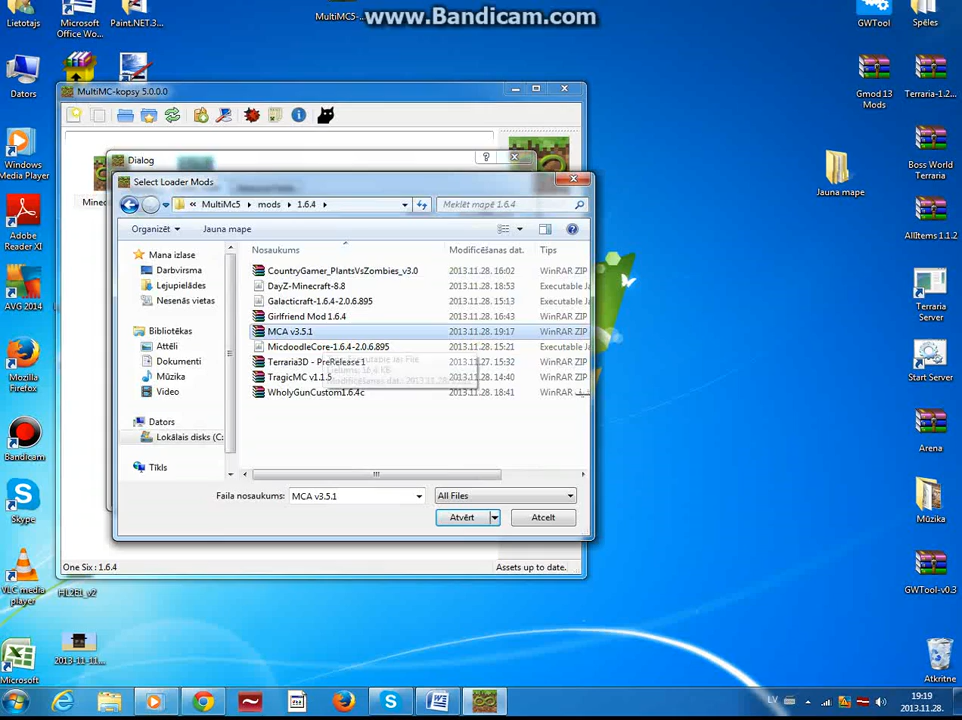 www.Bandicam.com
Lietotajs
Microsoft
Office Wo...
Paint.NET.3...
MultiMC5-...
GWTool
Spēles
Dators
Gmod 13
Mods
Terraria-1.2...
Windows
Media Player
Adobe
Reader XI
AVG 2014
Mozilla
Firefox
Bandicam
Skype
VLC media
player
HL2E1_v2
2013-11-11...
Microsoft
Jauna mape
Boss World
Terraria
AllItems 1.1.2
Terraria
Server
Start Server
Arena
Mūzika
GWTool-v0.3
Atkritne
MultiMC-kopsy 5.0.0.0
Dialog
Select Loader Mods
« MultiMc5 ▸ mods ▸ 1.6.4 ▸
Meklēt mapē 1.6.4
Organizēt
Jauna mape
Mana izlase
Darbvirsma
Lejupielādes
Nesenās vietas
Bibliotēkas
Attēli
Dokumenti
Mūzika
Video
Dators
Lokālais disks (C:
Tīkls
Nosaukums Modificēšanas dat. Tips
CountryGamer_PlantsVsZombies_v3.0 2013.11.28. 16:02 WinRAR ZIP
DayZ-Minecraft-8.8 2013.11.28. 18:53 Executable Ja
Galacticraft-1.6.4-2.0.6.895 2013.11.28. 15:13 Executable Ja
Girlfriend Mod 1.6.4 2013.11.28. WinRAR ZIP
MCA v3.5.1 2013.11.28. 19:17 WinRAR ZIP
MicdoodleCore-1.6.4-2.0.6.895 2013.11.28. 15:21 Executable Ja
Terraria3D - PreRelease 1 2013.11.27. 15:32 WinRAR ZIP
TragicMC v1.1.5 2013.11.28. 14:40 WinRAR ZIP
WholyGunCustom1.6.4c 2013.11.28. 18:41 WinRAR ZIP
Faila nosaukums: MCA v3.5.1
All Files
Atvērt
Atcelt
One Six : 1.6.4
Assets up to date.
LV
19:19
2013.11.28.